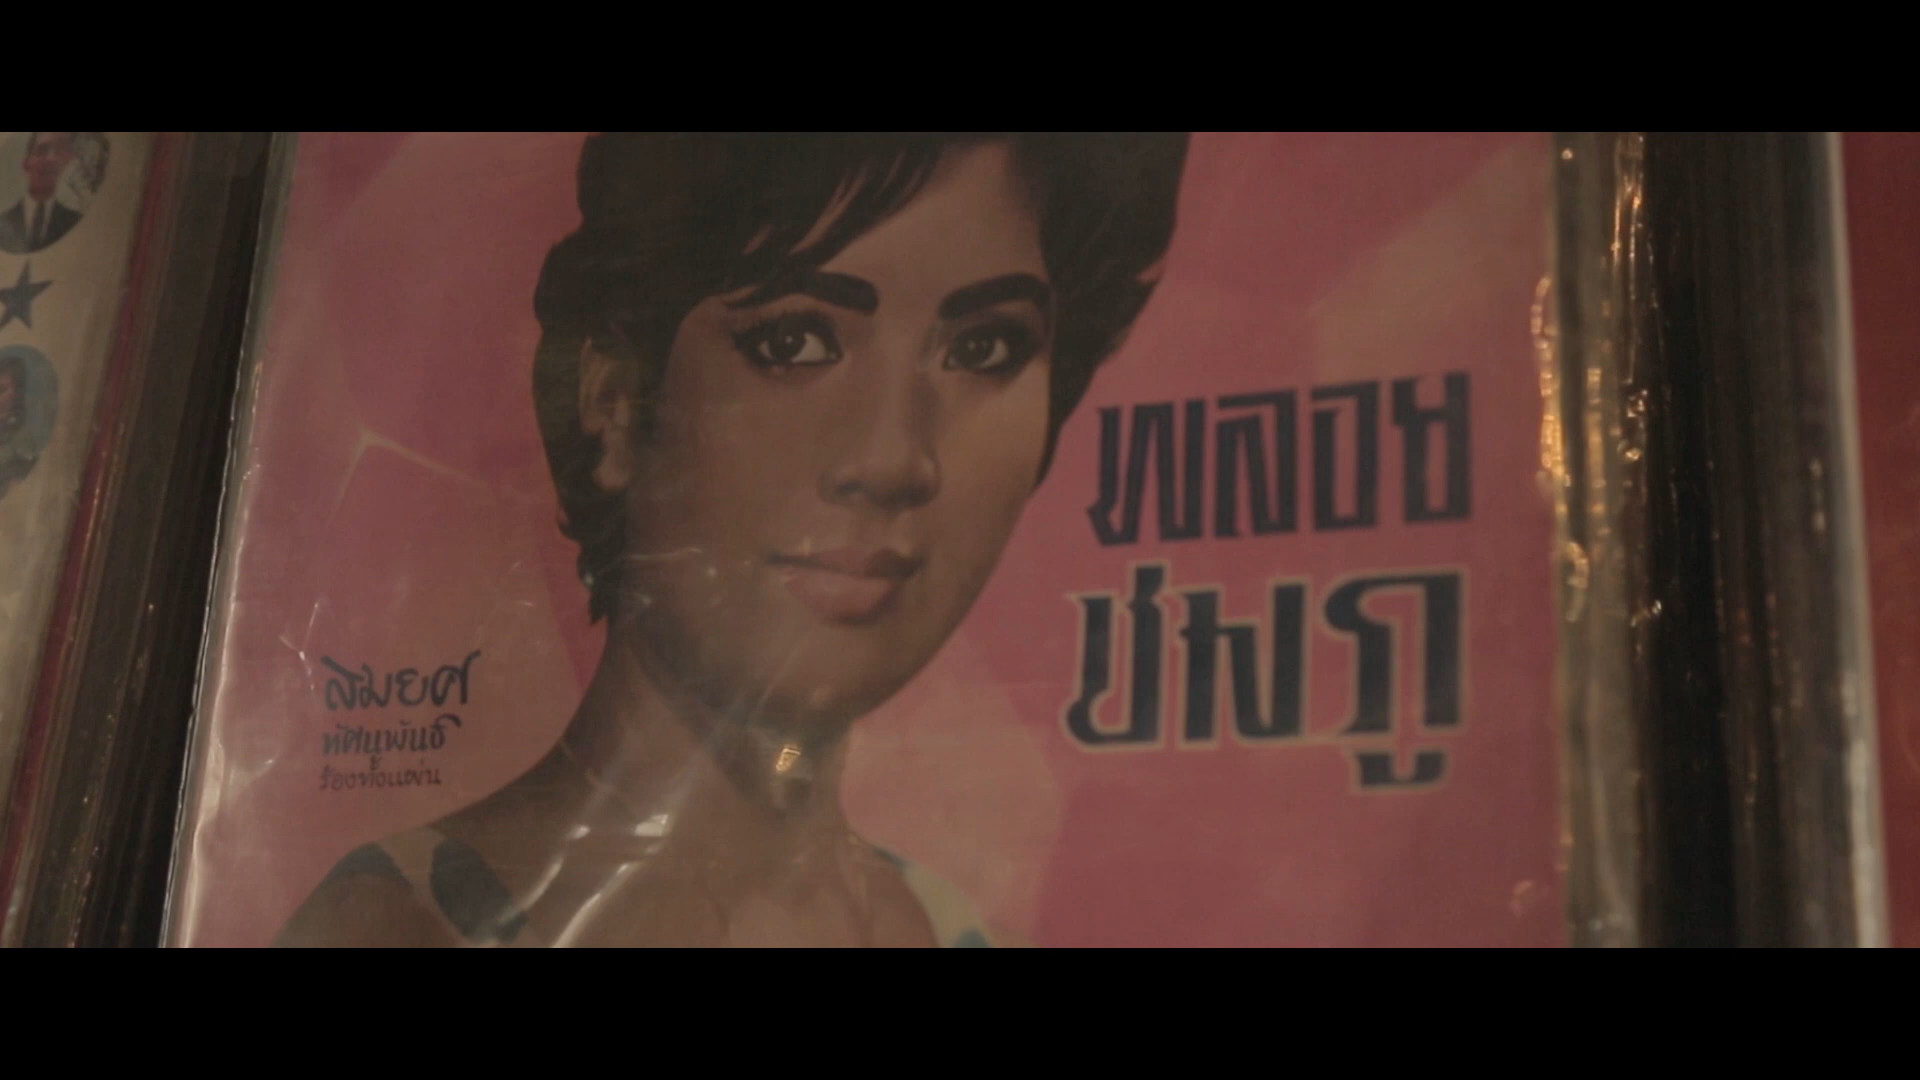 พลอย
ชมภู
สมยศ
ทัศนพันธ์
ร้องทั้งแผ่น